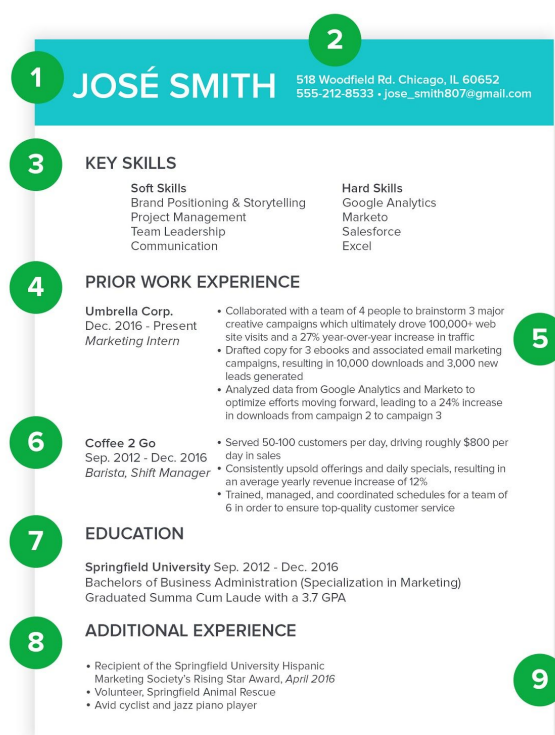 2
1
JOSÉ SMITH
518 Woodfield Rd. Chicago, IL 60652
555-212-8533 • jose_smith807@gmail.com
3
KEY SKILLS
Soft Skills
Brand Positioning & Storytelling
Project Management
Team Leadership
Communication
Hard Skills
Google Analytics
Marketo
Salesforce
Excel
4
PRIOR WORK EXPERIENCE
Umbrella Corp.
Dec. 2016 - Present
Marketing Intern
• Collaborated with a team of 4 people to brainstorm 3 major
creative campaigns which ultimately drove 100,000+ web
site visits and a 27% year-over-year increase in traffic
• Drafted copy for 3 ebooks and associated email marketing
campaigns, resulting in 10,000 downloads and 3,000 new
leads generated
• Analyzed data from Google Analytics and Marketo to
optimize efforts moving forward, leading to a 24% increase
in downloads from campaign 2 to campaign 3
5
6
Coffee 2 Go
Sep. 2012 - Dec. 2016
Barista, Shift Manager
• Served 50-100 customers per day, driving roughly $800 per
day in sales
• Consistently upsold offerings and daily specials, resulting in
an average yearly revenue increase of 12%
• Trained, managed, and coordinated schedules for a team of
6 in order to ensure top-quality customer service
7
EDUCATION
Springfield University Sep. 2012 - Dec. 2016
Bachelors of Business Administration (Specialization in Marketing)
Graduated Summa Cum Laude with a 3.7 GPA
8
ADDITIONAL EXPERIENCE
• Recipient of the Springfield University Hispanic
Marketing Society's Rising Star Award, April 2016
• Volunteer, Springfield Animal Rescue
• Avid cyclist and jazz piano player
9